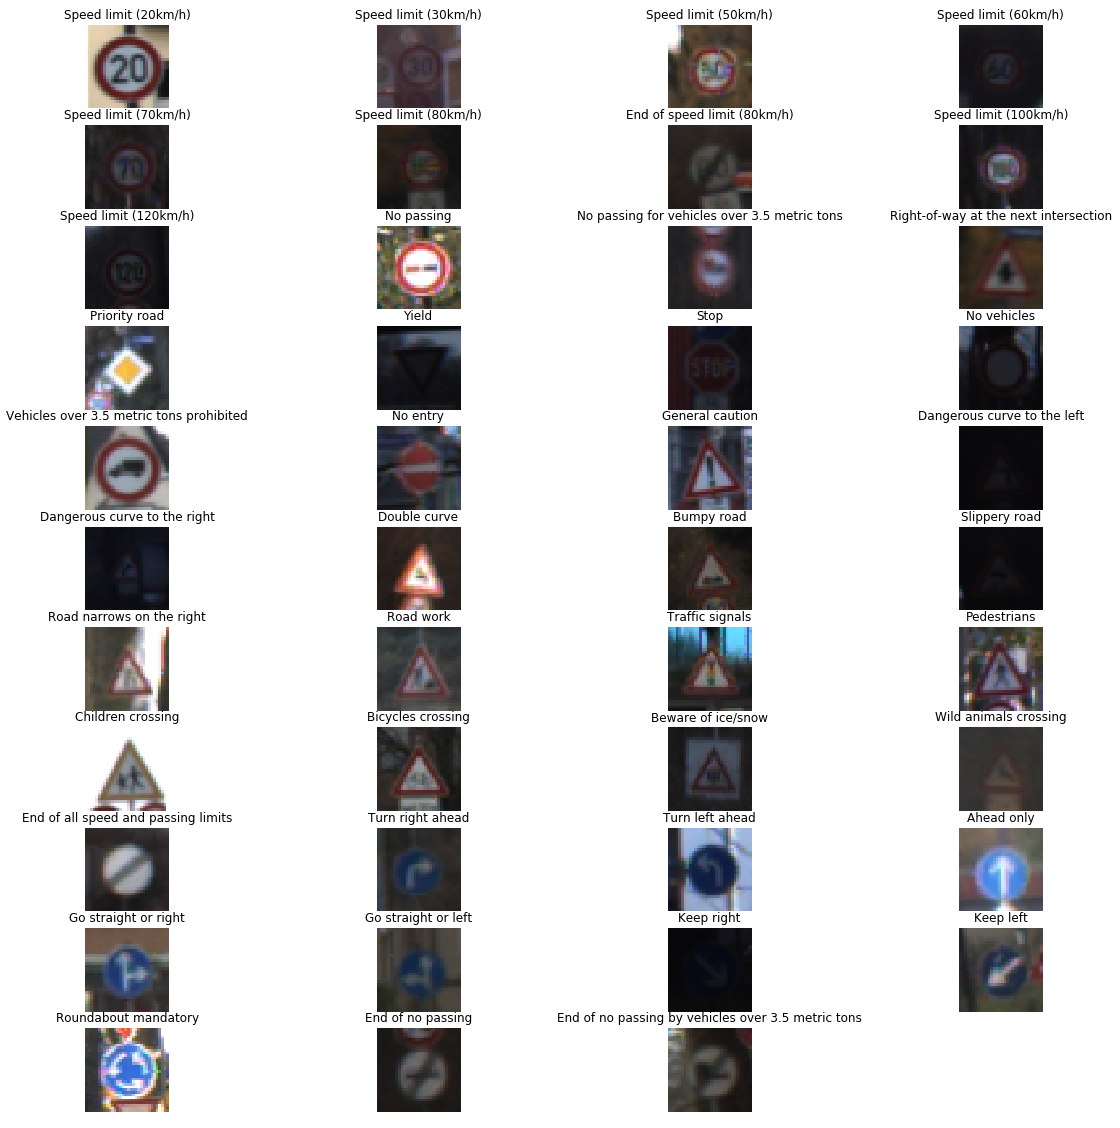 Speed limit (20km/h) Speed limit (30km/h) Speed limit (50km/h) Speed limit (60km/h)
20 30 50 60
Speed limit (70km/h) Speed limit (80km/h) End of speed limit (80km/h) Speed limit (100km/h)
70
Speed limit (120km/h) No passing No passing for vehicles over 3.5 metric tons Right-of-way at the next intersection
120
Priority road Yield Stop No vehicles
STOP
Vehicles over 3.5 metric tons prohibited No entry General caution Dangerous curve to the left
Dangerous curve to the right Double curve Bumpy road Slippery road
Road narrows on the right Road work Traffic signals Pedestrians
Children crossing Bicycles crossing Beware of ice/snow Wild animals crossing
End of all speed and passing limits Turn right ahead Turn left ahead Ahead only
Go straight or right Go straight or left Keep right Keep left
Roundabout mandatory End of no passing End of no passing by vehicles over 3.5 metric tons